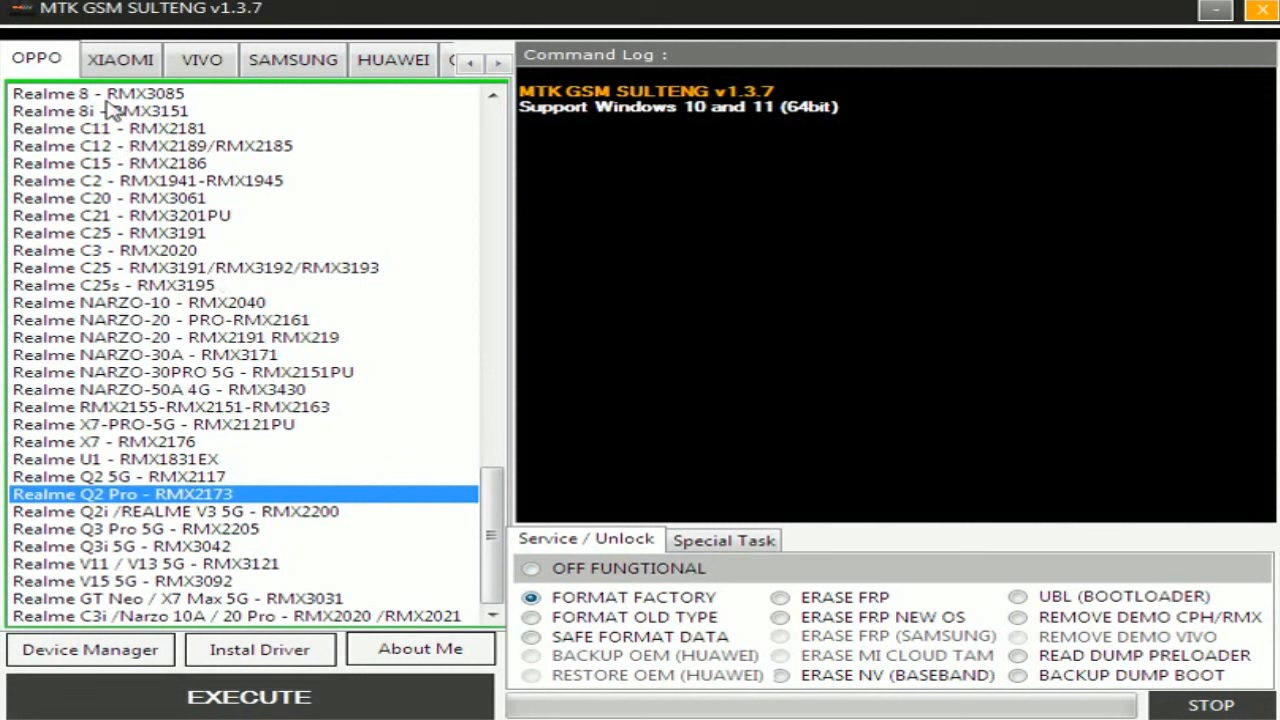 MTK GSM SULTENG v1.3.7
-
X
OPPO
XIAOMI
VIVO
SAMSUNG
HUAWEI
Realme 8 - RMX3085
Realme 8i - RMX3151
Realme C11 - RMX2181
Realme C12 - RMX2189/RMX2185
Realme C15 - RMX2186
Realme C2 - RMX1941-RMX1945
Realme C20 - RMX3061
Realme C21 - RMX3201PU
Realme C25 - RMX3191
Realme C3 - RMX2020
Realme C25 - RMX3191/RMX3192/RMX3193
Realme C25s - RMX3195
Realme NARZO-10 - RMX2040
Realme NARZO-20 - PRO-RMX2161
Realme NARZO-20 - RMX2191 RMX219
Realme NARZO-30A - RMX3171
Realme NARZO-30PRO 5G - RMX2151PU
Realme NARZO-50A 4G - RMX3430
Realme RMX2155-RMX2151-RMX2163
Realme X7-PRO-5G - RMX2121PU
Realme X7 - RMX2176
Realme U1 - RMX1831EX
Realme Q2 5G - RMX2117
Realme Q2 Pro - RMX2173
Realme Q2i /REALME V3 5G - RMX2200
Realme Q3 Pro 5G - RMX2205
Realme Q3i 5G - RMX3042
Realme V11 / V13 5G - RMX3121
Realme V15 5G - RMX3092
Realme GT Neo / X7 Max 5G - RMX3031
Realme C3i /Narzo 10A / 20 Pro - RMX2020 /RMX2021
Device Manager
Instal Driver
About Me
EXECUTE
Command Log :
MTK GSM SULTENG v1.3.7
Support Windows 10 and 11 (64bit)
Service / Unlock
Special Task
OFF FUNGTIONAL
FORMAT FACTORY
FORMAT OLD TYPE
SAFE FORMAT DATA
BACKUP OEM (HUAWEI)
RESTORE OEM (HUAWEI)
ERASE FRP
ERASE FRP NEW OS
ERASE FRP (SAMSUNG)
ERASE MI CLOUD TAM
ERASE NV (BASEBAND)
UBL (BOOTLOADER)
REMOVE DEMO CPH/RMX
REMOVE DEMO VIVO
READ DUMP PRELOADER
BACKUP DUMP BOOT
STOP